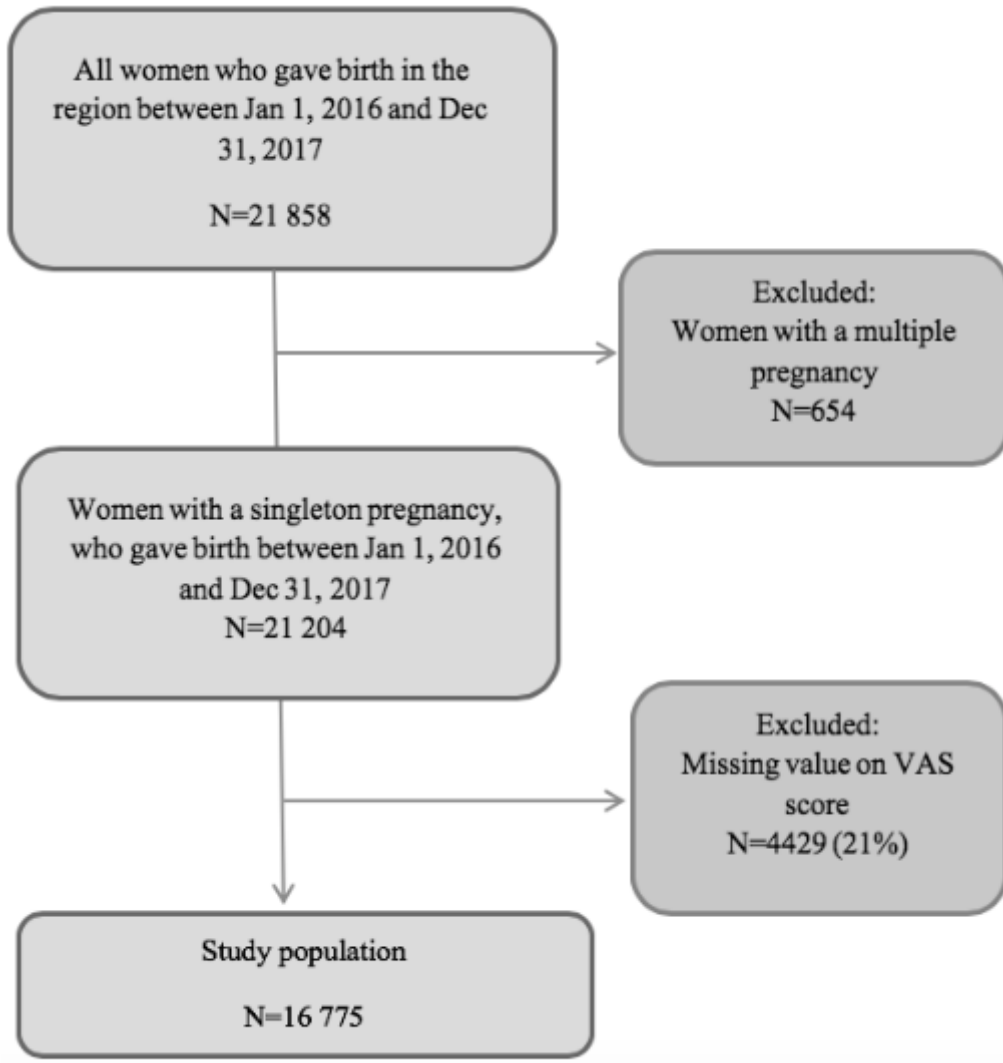 All women who gave birth in the
region between Jan 1, 2016 and Dec
31, 2017
N=21 858
Excluded:
Women with a multiple
pregnancy
N=654
Women with a singleton pregnancy,
who gave birth between Jan 1, 2016
and Dec 31, 2017
N=21 204
Excluded:
Missing value on VAS
score
N=4429 (21%)
Study population
N=16 775